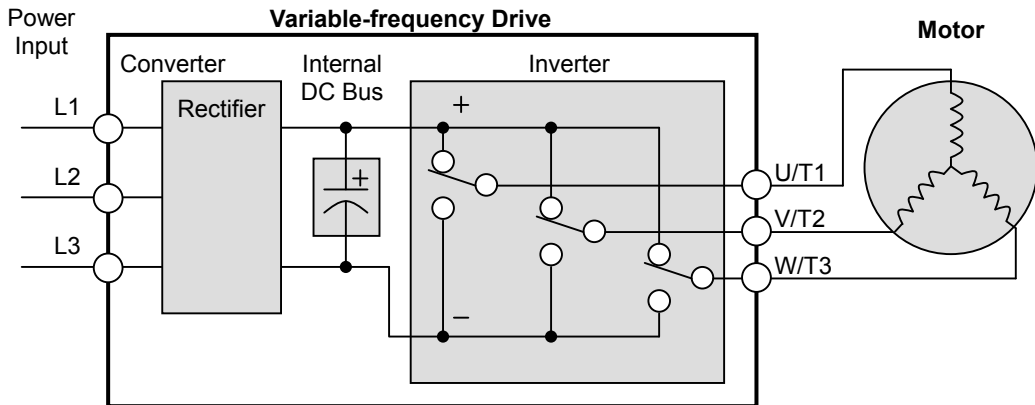 Power
Input
Variable-frequency Drive
Motor
Converter
Internal
DC Bus
Inverter
Rectifier
L1
L2
L3
+
+
−
U/T1
V/T2
W/T3